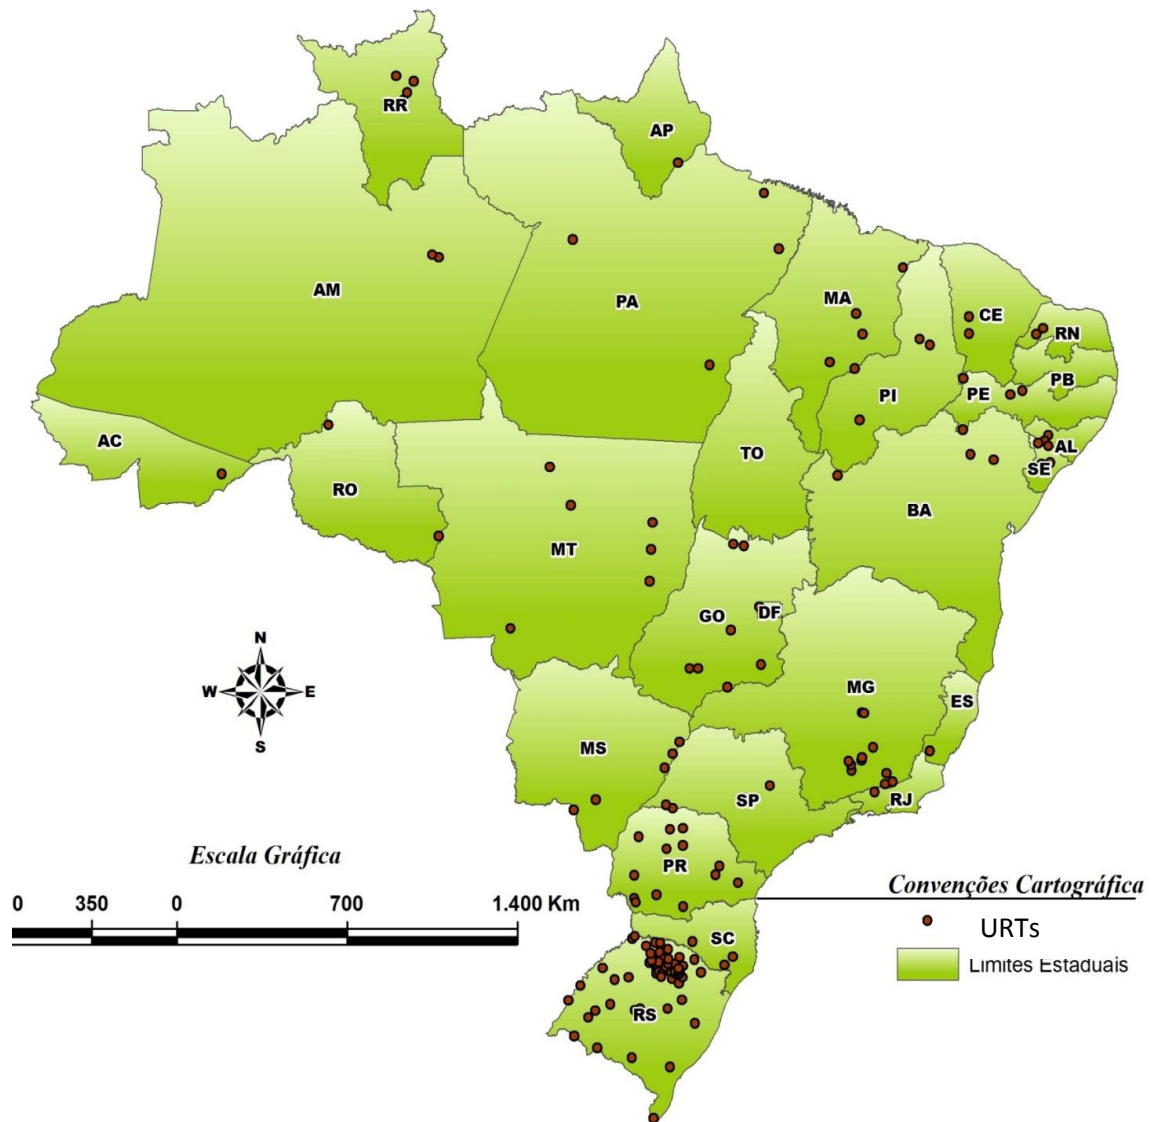 RR
AP
AM
PA
MA
CE
RN
PB
PE
PI
AC
TO
AL
SE
RO
BA
MT
GO
DF
N
W
E
S
MG
ES
MS
SP
RJ
Escala Gráfica
PR
Convenções Cartográfica
0 350 0 700 1.400 Km
URTs
SC
Limites Estaduais
RS